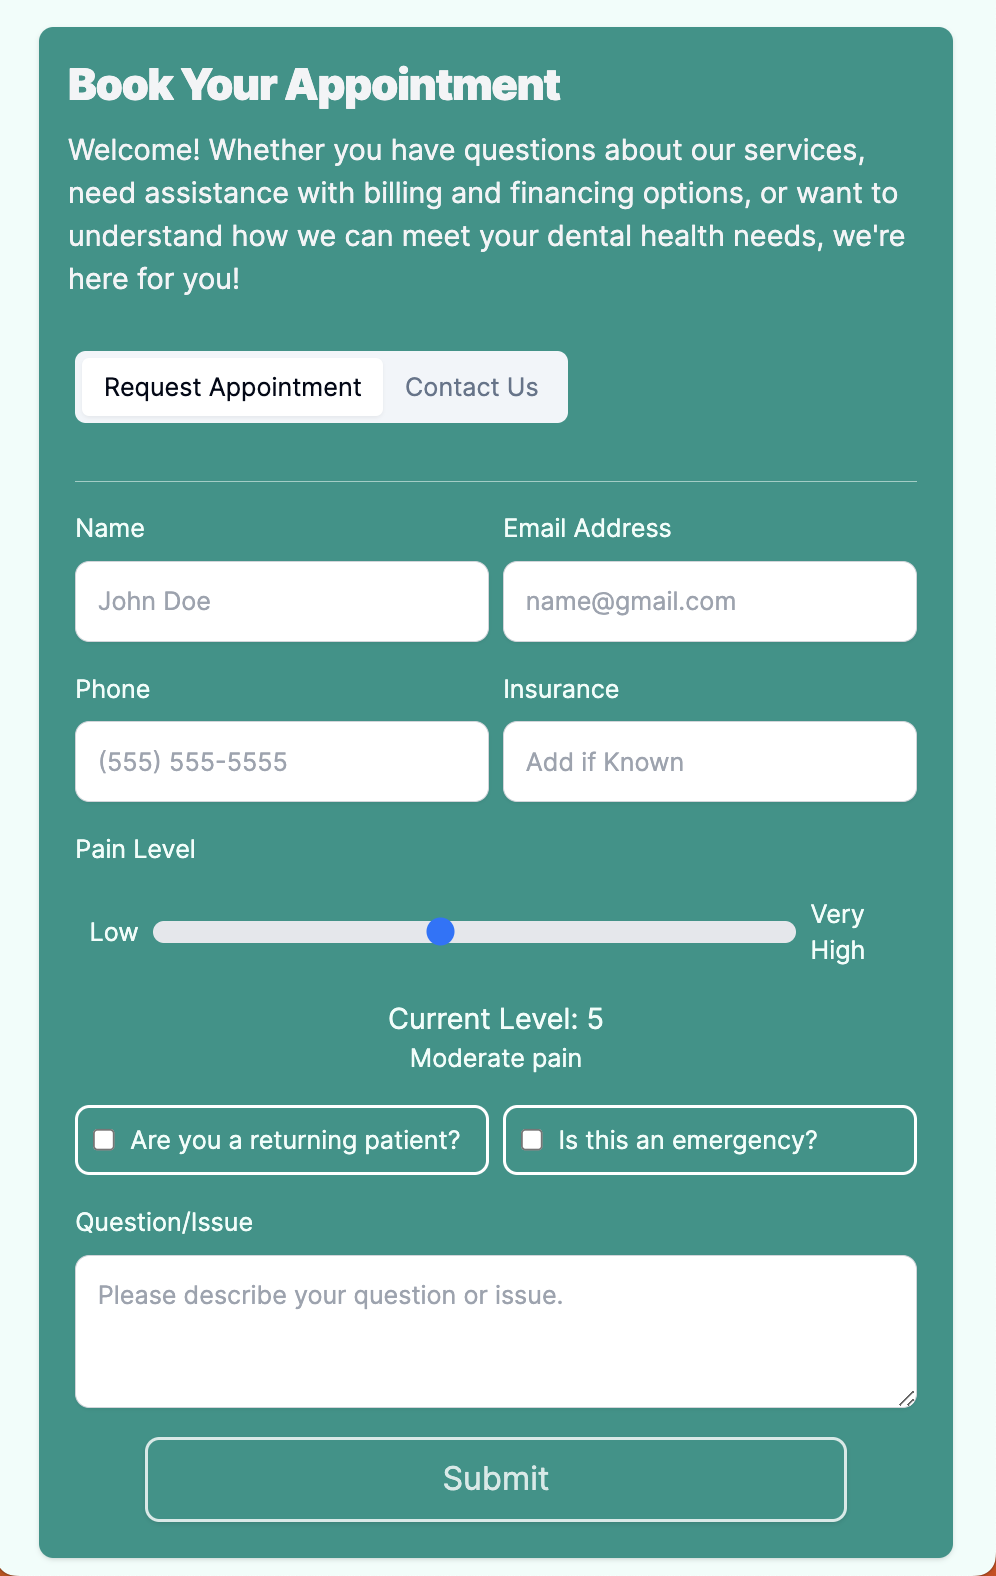 Book Your Appointment
Welcome! Whether you have questions about our services,
need assistance with billing and financing options, or want to
understand how we can meet your dental health needs, we're
here for you!
Request Appointment Contact Us
Name Email Address
John Doe name@gmail.com
Phone Insurance
(555) 555-5555 Add if Known
Pain Level
Low Very
High
Current Level: 5
Moderate pain
Are you a returning patient? Is this an emergency?
Question/Issue
Please describe your question or issue.
Submit